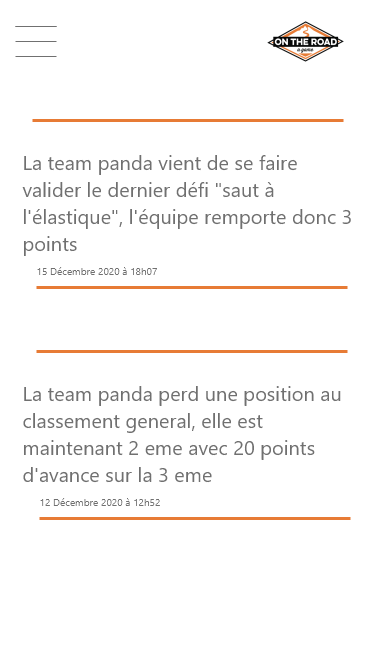 ON THE ROAD
a game
La team panda vient de se faire
valider le dernier défi "saut à
l'élastique", l'équipe remporte donc 3
points
15 Décembre 2020 à 18h07
La team panda perd une position au
classement general, elle est
maintenant 2 eme avec 20 points
d'avance sur la 3 eme
12 Décembre 2020 à 12h52